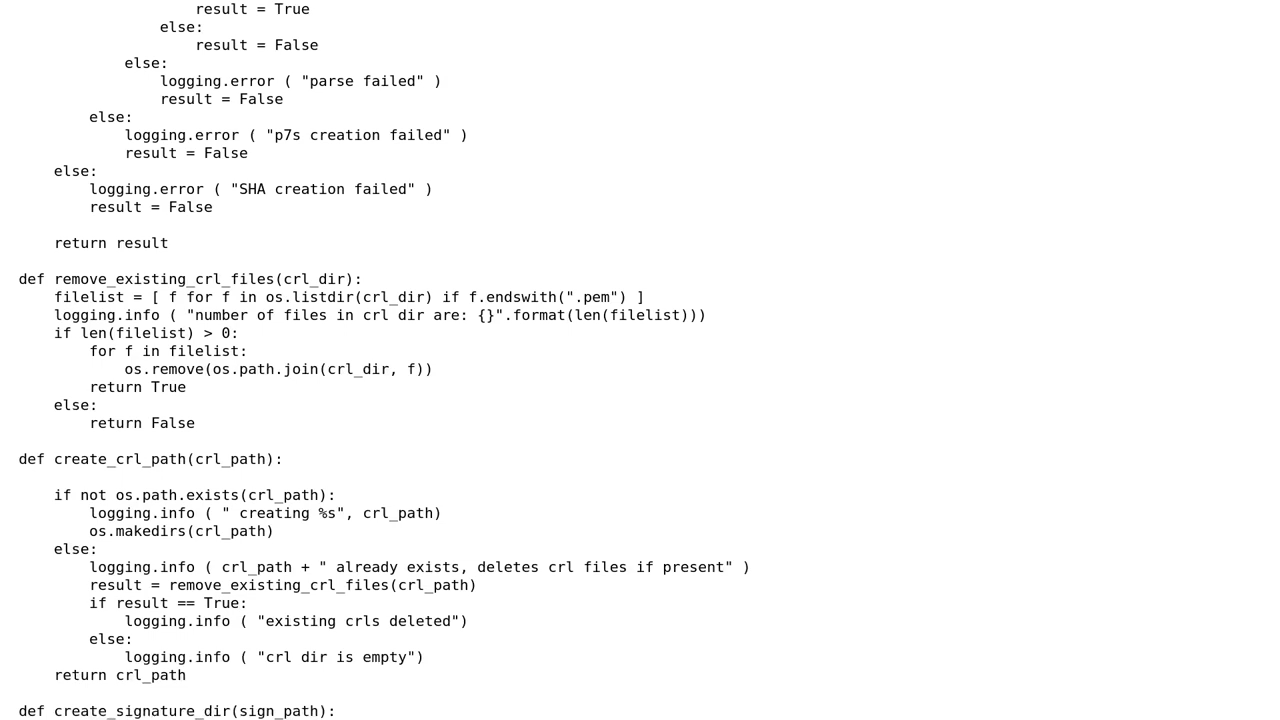 result = True
                else:
                    result = False
            else:
                logging.error ( "parse failed" )
                result = False
        else:
            logging.error ( "p7s creation failed" )
            result = False
    else:
        logging.error ( "SHA creation failed" )
        result = False

    return result

def remove_existing_crl_files(crl_dir):
    filelist = [ f for f in os.listdir(crl_dir) if f.endswith(".pem") ]
    logging.info ( "number of files in crl dir are: {}".format(len(filelist)))
    if len(filelist) > 0:
        for f in filelist:
            os.remove(os.path.join(crl_dir, f))
        return True
    else:
        return False

def create_crl_path(crl_path):

    if not os.path.exists(crl_path):
        logging.info ( " creating %s", crl_path)
        os.makedirs(crl_path)
    else:
        logging.info ( crl_path + " already exists, deletes crl files if present" )
        result = remove_existing_crl_files(crl_path)
        if result == True:
            logging.info ( "existing crls deleted")
        else:
            logging.info ( "crl dir is empty")
    return crl_path

def create_signature_dir(sign_path):